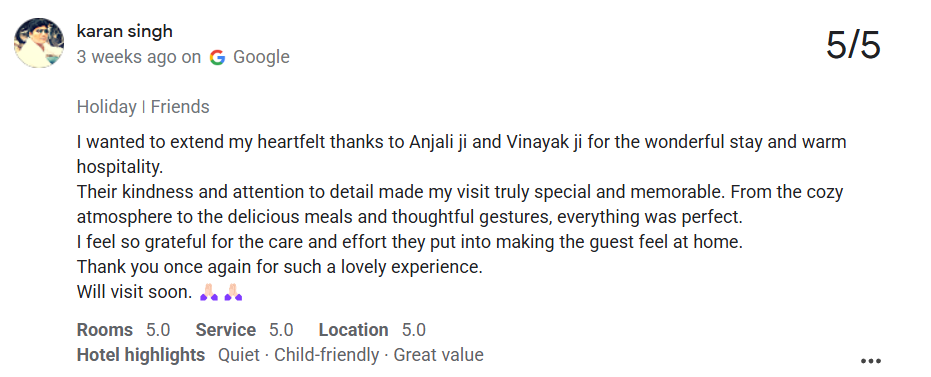 karan singh
5/5
3 weeks ago on Google
Holiday | Friends
I wanted to extend my heartfelt thanks to Anjali ji and Vinayak ji for the wonderful stay and warm
hospitality.
Their kindness and attention to detail made my visit truly special and memorable. From the cozy
atmosphere to the delicious meals and thoughtful gestures, everything was perfect.
I feel so grateful for the care and effort they put into making the guest feel at home.
Thank you once again for such a lovely experience.
Will visit soon. 🙏🏻🙏🏻
Rooms 5.0 Service 5.0 Location 5.0
Hotel highlights Quiet · Child-friendly · Great value